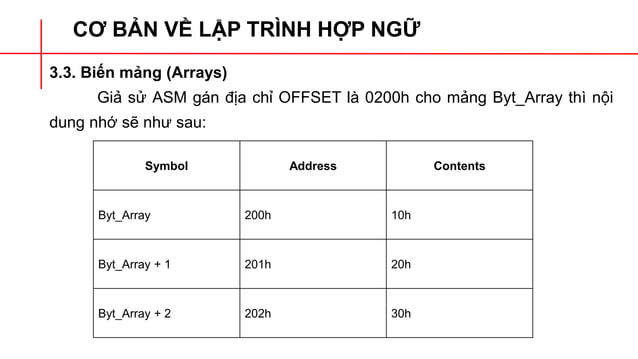 CƠ BẢN VỀ LẬP TRÌNH HỢP NGỮ
3.3. Biến mảng (Arrays)
Giả sử ASM gán địa chỉ OFFSET là 0200h cho mảng Byt_Array thì nội
dung nhớ sẽ như sau:
Symbol Address Contents
Byt_Array 200h 10h
Byt_Array + 1 201h 20h
Byt_Array + 2 202h 30h